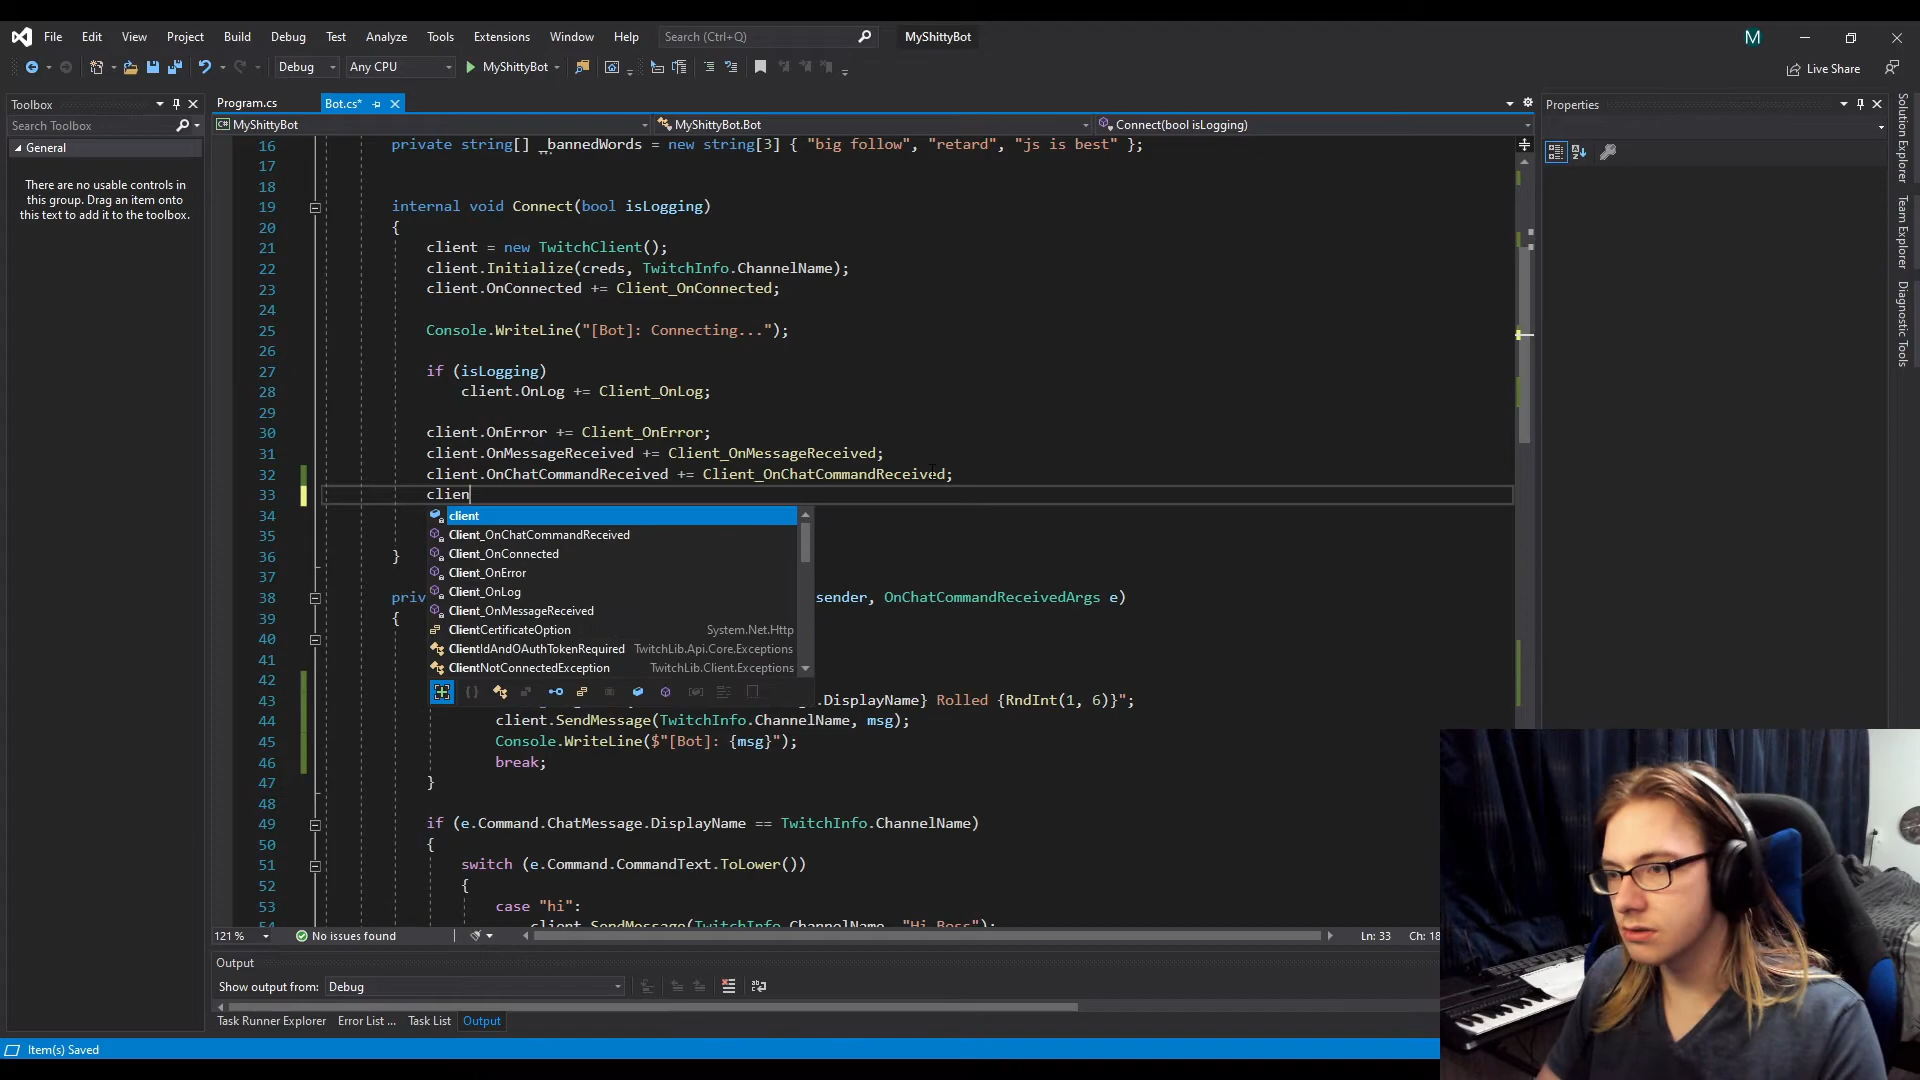 File Edit View Project Build Debug Test Analyze Tools Extensions Window Help Search (Ctrl+Q) MyShittyBot M
Debug Any CPU MyShittyBot Live Share
Toolbox Program.cs Bot.cs* Properties
Search Toolbox MyShittyBot MyShittyBot.Bot Connect(bool isLogging)
General
There are no usable controls in
this group. Drag an item onto
this text to add it to the toolbox.
16 private string[] _bannedWords = new string[3] { "big follow", "retard", "js is best" };
17
18
19 internal void Connect(bool isLogging)
20 {
21 client = new TwitchClient();
22 client.Initialize(creds, TwitchInfo.ChannelName);
23 client.OnConnected += Client_OnConnected;
24
25 Console.WriteLine("[Bot]: Connecting...");
26
27 if (isLogging)
28 client.OnLog += Client_OnLog;
29
30 client.OnError += Client_OnError;
31 client.OnMessageReceived += Client_OnMessageReceived;
32 client.OnChatCommandReceived += Client_OnChatCommandReceived;
33 clien
34
35
36 }
37
38 priv sender, OnChatCommandReceivedArgs e)
39 {
40
41
42
43 .DisplayName} Rolled {RndInt(1, 6)}";
44 client.SendMessage(TwitchInfo.ChannelName, msg);
45 Console.WriteLine($"[Bot]: {msg}");
46 break;
47 }
48
49 if (e.Command.ChatMessage.DisplayName == TwitchInfo.ChannelName)
50 {
51 switch (e.Command.CommandText.ToLower())
52 {
53 case "hi":
54 client.SendMessage(TwitchInfo.ChannelName, "Hi Boss");
client
Client_OnChatCommandReceived
Client_OnConnected
Client_OnError
Client_OnLog
Client_OnMessageReceived
ClientCertificateOption System.Net.Http
ClientIdAndOAuthTokenRequired TwitchLib.Api.Core.Exceptions
ClientNotConnectedException TwitchLib.Client.Exceptions
Solution Explorer
Team Explorer
Diagnostic Tools
121 % No issues found Ln: 33 Ch: 18
Output
Show output from: Debug
Task Runner Explorer Error List ... Task List Output
Item(s) Saved